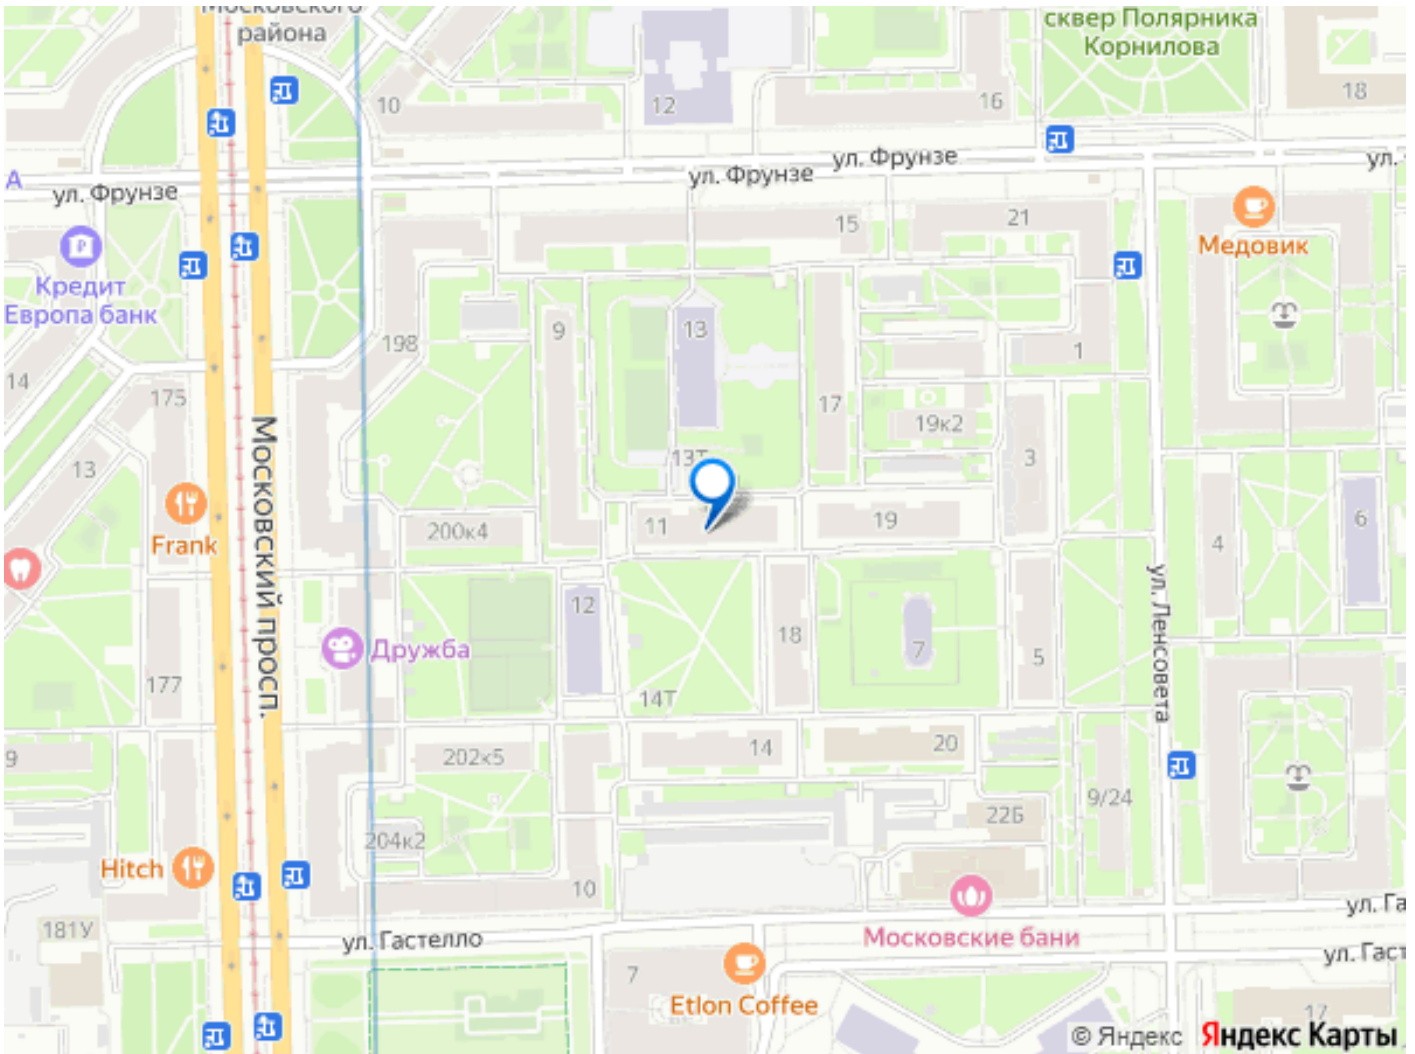 Московского
района
сквер Полярника
Корнилова
10
12
16
18
ул. Фрунзе
ул. Фрунзе
ул. Фрунзе
ул.
А
Кредит
Европа банк
15
21
Медовик
198
9
13
1
14
175
17
19к2
13
13Т
3
Московский просп.
Frank
200к4
11
19
4
6
12
18
7
5
ул. Ленсовета
Дружба
177
14Т
9
202к5
14
20
9/24
22Б
204к2
Hitch
10
181У
ул. Гастелло
Московские бани
ул. Га
ул. Гаст
7
Etlon Coffee
17
© Яндекс Яндекс Карты